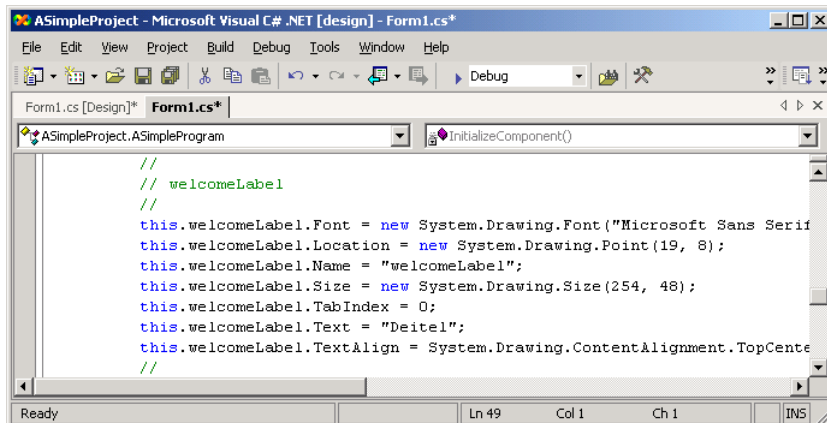 ASimpleProject - Microsoft Visual C# .NET [design] - Form1.cs*
File Edit View Project Build Debug Tools Window Help
Debug
Form1.cs [Design]* Form1.cs*
ASimpleProject.ASimpleProgram InitializeComponent()
//
// welcomeLabel
//
this.welcomeLabel.Font = new System.Drawing.Font("Microsoft Sans Serif
this.welcomeLabel.Location = new System.Drawing.Point(19, 8);
this.welcomeLabel.Name = "welcomeLabel";
this.welcomeLabel.Size = new System.Drawing.Size(254, 48);
this.welcomeLabel.TabIndex = 0;
this.welcomeLabel.Text = "Deitel";
this.welcomeLabel.TextAlign = System.Drawing.ContentAlignment.TopCente
//
Ready Ln 49 Col 1 Ch 1 INS